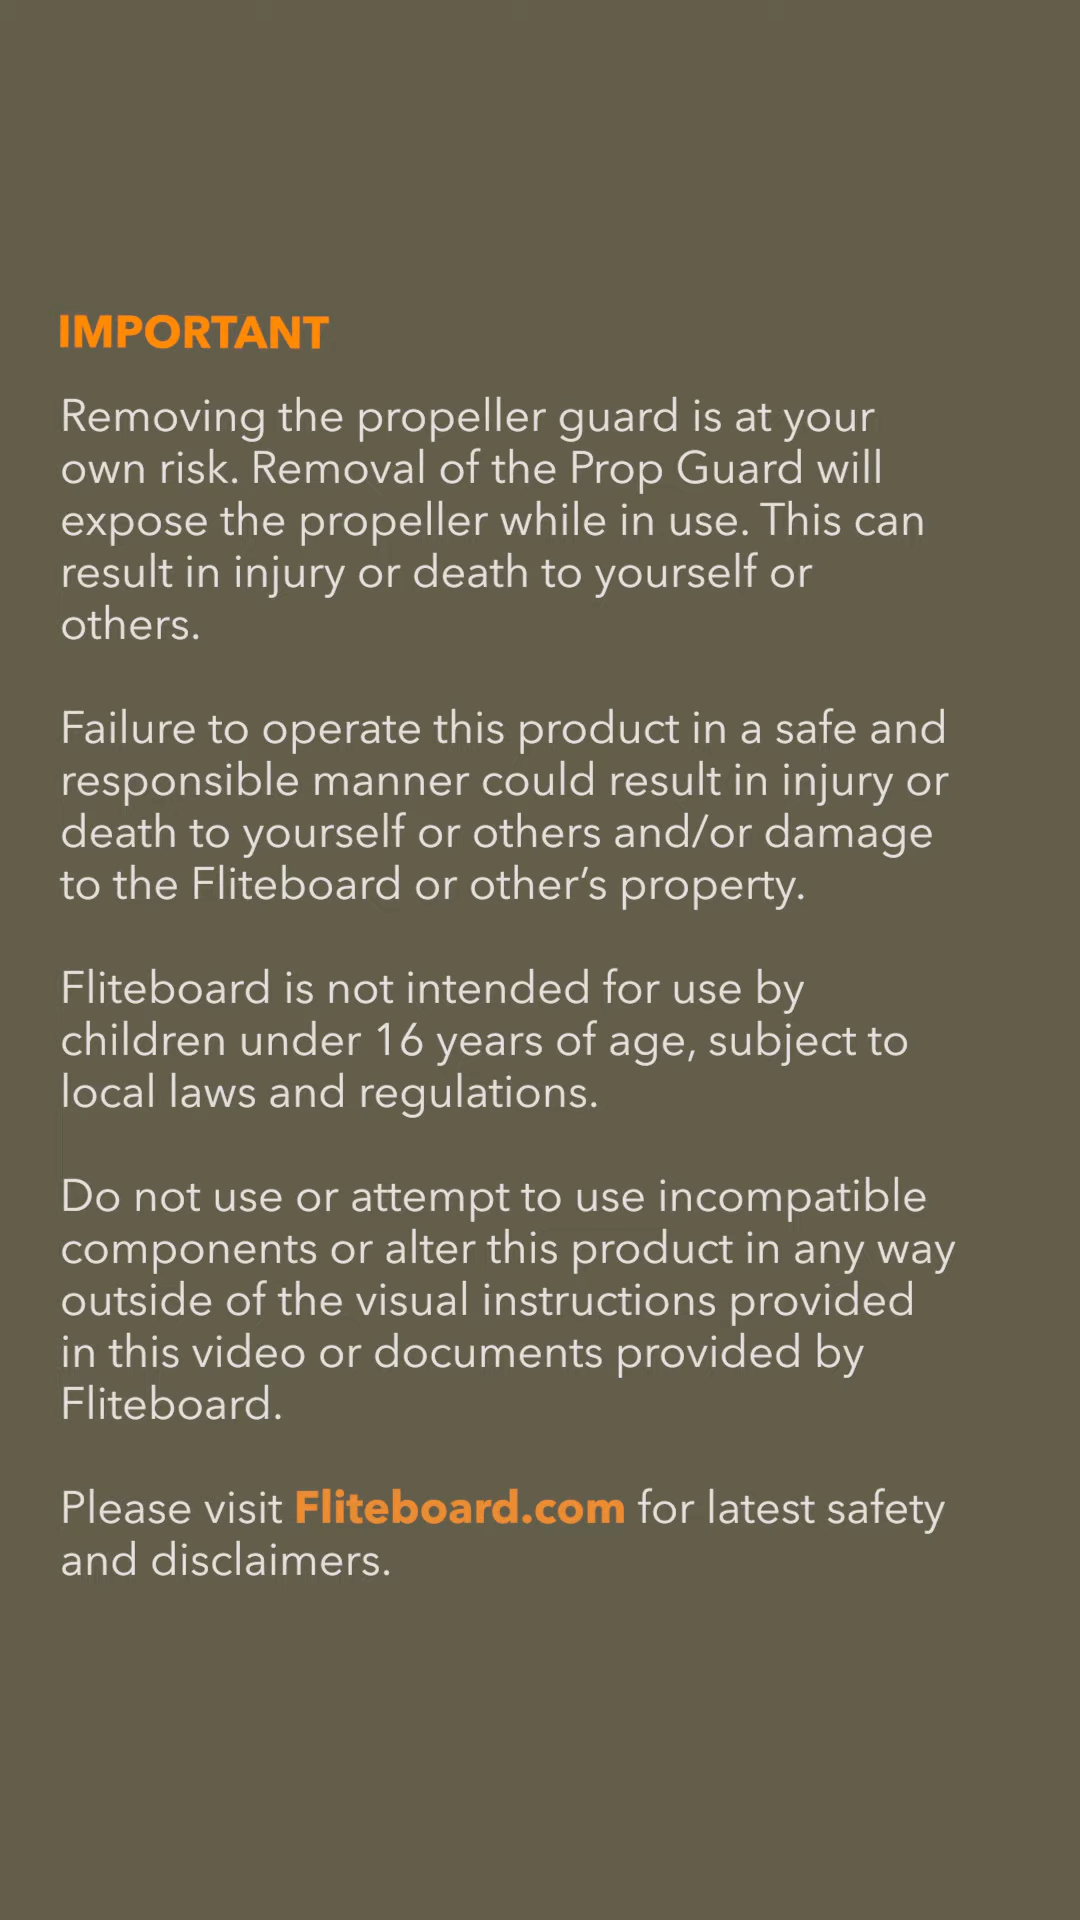 IMPORTANT
Removing the propeller guard is at your
own risk. Removal of the Prop Guard will
expose the propeller while in use. This can
result in injury or death to yourself or
others.
Failure to operate this product in a safe and
responsible manner could result in injury or
death to yourself or others and/or damage
to the Fliteboard or other’s property.
Fliteboard is not intended for use by
children under 16 years of age, subject to
local laws and regulations.
Do not use or attempt to use incompatible
components or alter this product in any way
outside of the visual instructions provided
in this video or documents provided by
Fliteboard.
Please visit Fliteboard.com for latest safety
and disclaimers.